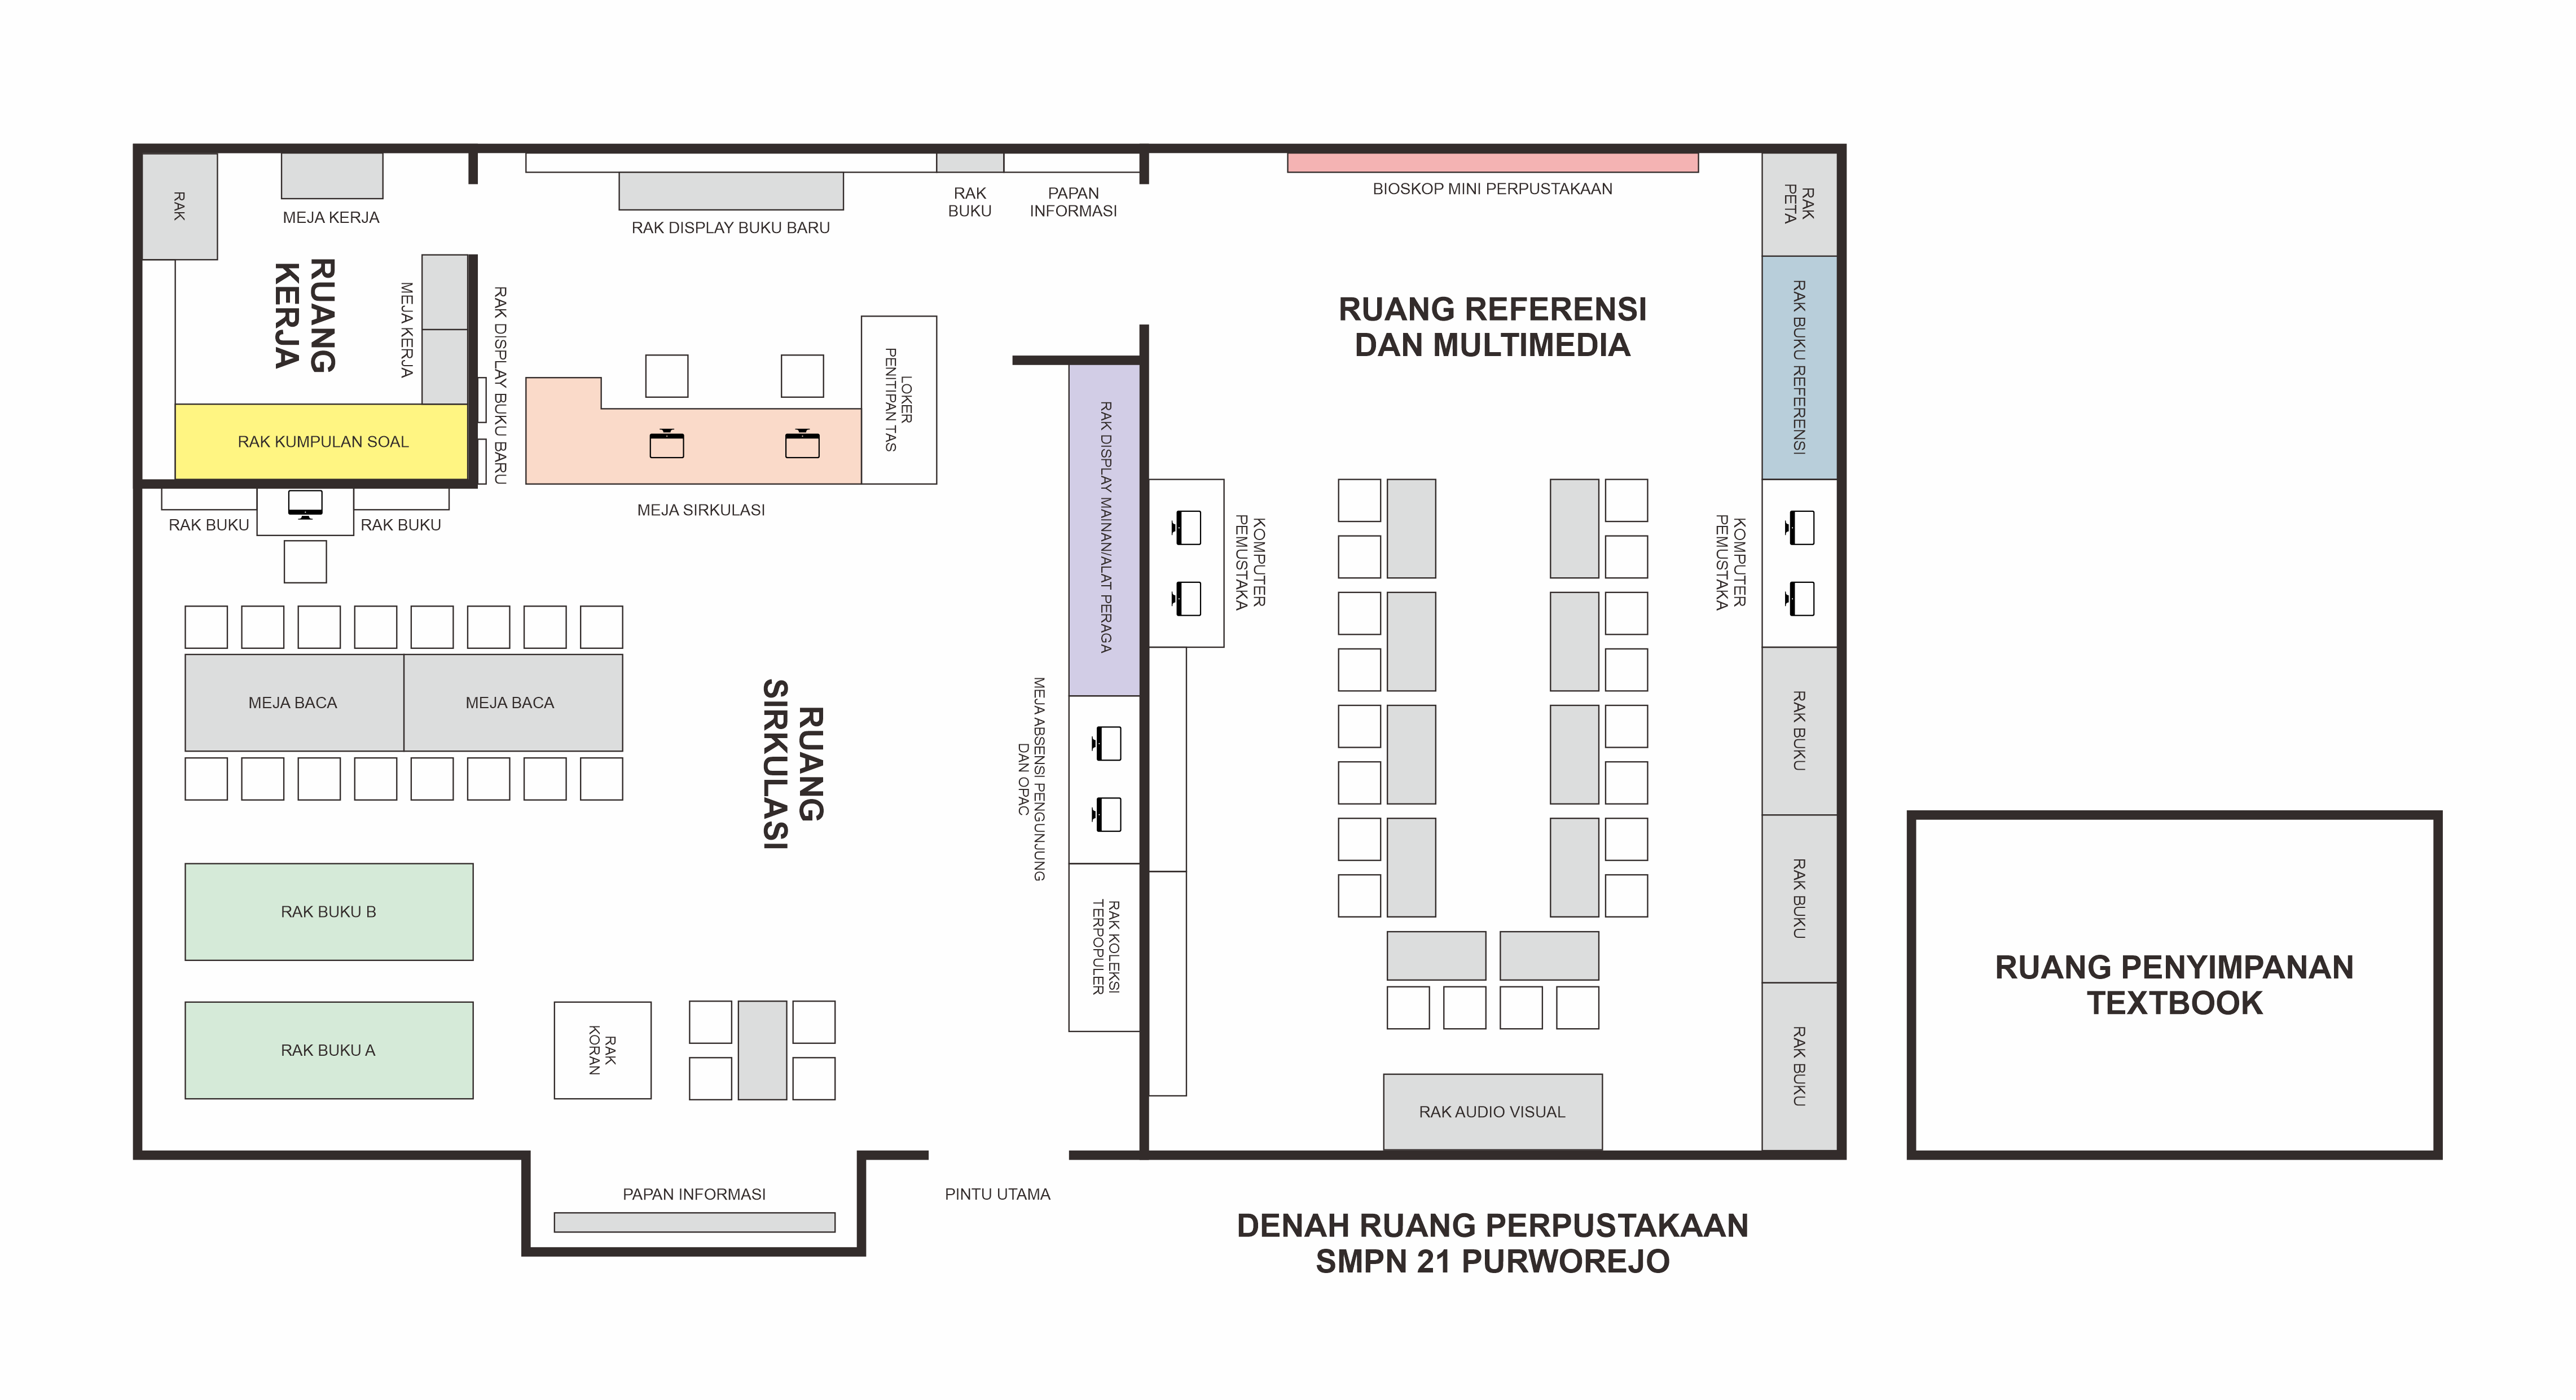 RAK
MEJA KERJA
RUANG
KERJA
MEJA KERJA
RAK KUMPULAN SOAL
RAK DISPLAY BUKU BARU
RAK DISPLAY BUKU BARU
RAK
BUKU
PAPAN
INFORMASI
LOKER
PENITIPAN TAS
MEJA SIRKULASI
RAK BUKU
RAK BUKU
MEJA BACA
MEJA BACA
RUANG
SIRKULASI
RAK DISPLAY MAINAN/ALAT PERAGA
MEJA ABSENSI PENGUNJUNG
DAN OPAC
RAK KOLEKSI
TERPOPULER
RAK BUKU B
RAK BUKU A
RAK
KORAN
PAPAN INFORMASI
PINTU UTAMA
BIOSKOP MINI PERPUSTAKAAN
RUANG REFERENSI
DAN MULTIMEDIA
RAK
PETA
RAK BUKU REFERENSI
KOMPUTER
PEMUSTAKA
KOMPUTER
PEMUSTAKA
RAK BUKU
RAK BUKU
RAK BUKU
RAK AUDIO VISUAL
RUANG PENYIMPANAN
TEXTBOOK
DENAH RUANG PERPUSTAKAAN
SMPN 21 PURWOREJO